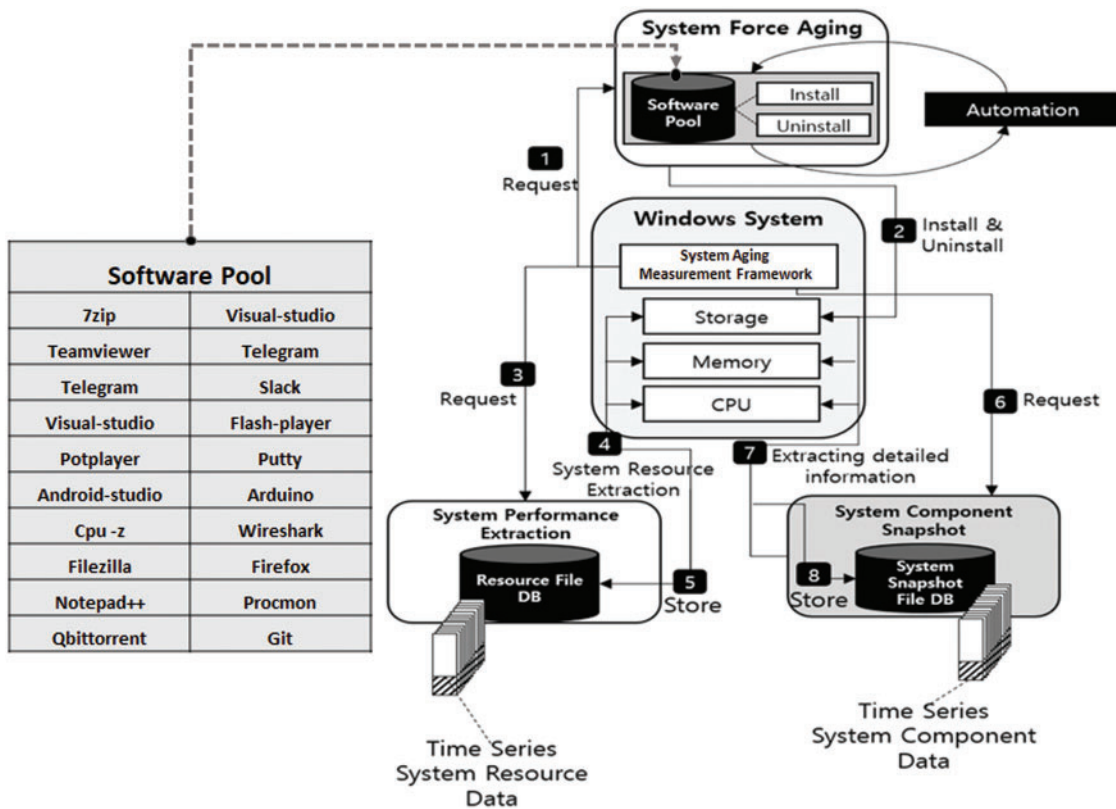 System Force Aging
Software
Pool
Install
Uninstall
Automation
1
Request
Windows System
2
Install &
Uninstall
System Aging
Measurement Framework
Storage
Memory
CPU
Software Pool
7zip Visual-studio
Teamviewer Telegram
Telegram Slack
Visual-studio Flash-player
Potplayer Putty
Android-studio Arduino
Cpu -z Wireshark
Filezilla Firefox
Notepad++ Procmon
Qbittorrent Git
3
Request
4
System Resource
Extraction
6
Request
7
Extracting detailed
information
System Performance
Extraction
Resource File
DB
5
Store
System Component
Snapshot
System
Snapshot
File DB
8
Store
Time Series
System Resource
Data
Time Series
System Component
Data